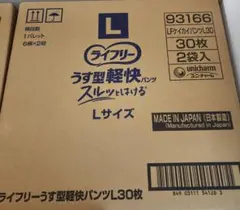 L
93166
LFケイカイパンツL30
30枚
2袋入
unicharm
ユニ・チャーム
ライフリー
うす型軽快パンツ
スルッとはける
Lサイズ
MADE IN JAPAN (日本製造)
(Manufactured in Japan)
ライフリーうす型軽快パンツL30枚